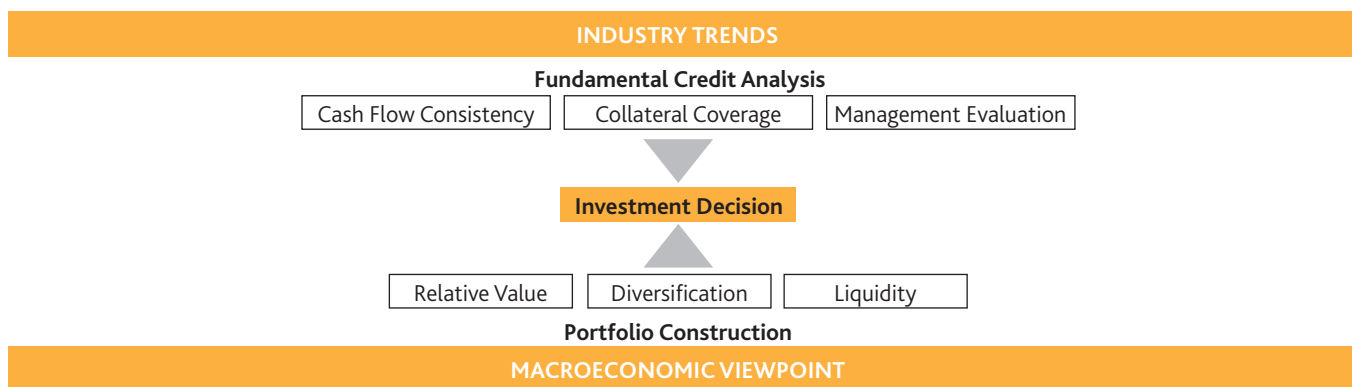 INDUSTRY TRENDS
Fundamental Credit Analysis
Cash Flow Consistency Collateral Coverage Management Evaluation
Investment Decision
Relative Value Diversification Liquidity
Portfolio Construction
MACROECONOMIC VIEWPOINT